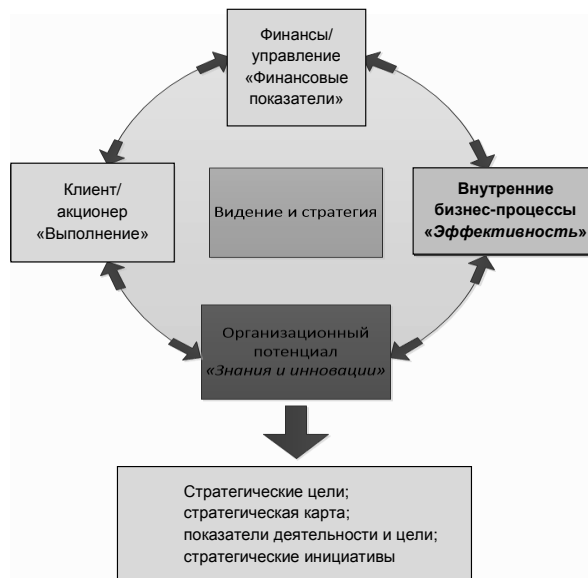 Финансы/
управление
«Финансовые
показатели»
Клиент/
акционер
«Выполнение»
Видение и стратегия
Внутренние
бизнес-процессы
«Эффективность»
Организационный
потенциал
«Знания и инновации»
Стратегические цели;
стратегическая карта;
показатели деятельности и цели;
стратегические инициативы